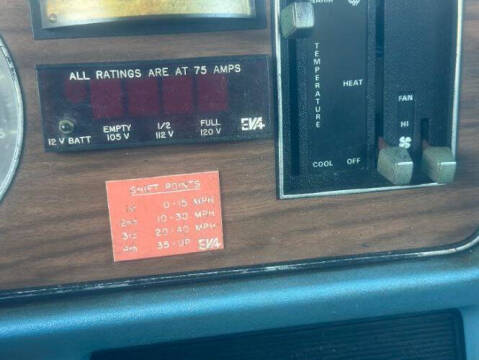 ALL RATINGS ARE AT 75 AMPS
12 V BATT
EMPTY
105 V
1/2
112 V
FULL
120 V
EVA
TEMPERATURE
HEAT
COOL
OFF
FAN
HI
SHIFT POINTS
1st 0-15 MPH
2nd 10-30 MPH
3rd 20-40 MPH
4th 35-UP EVA